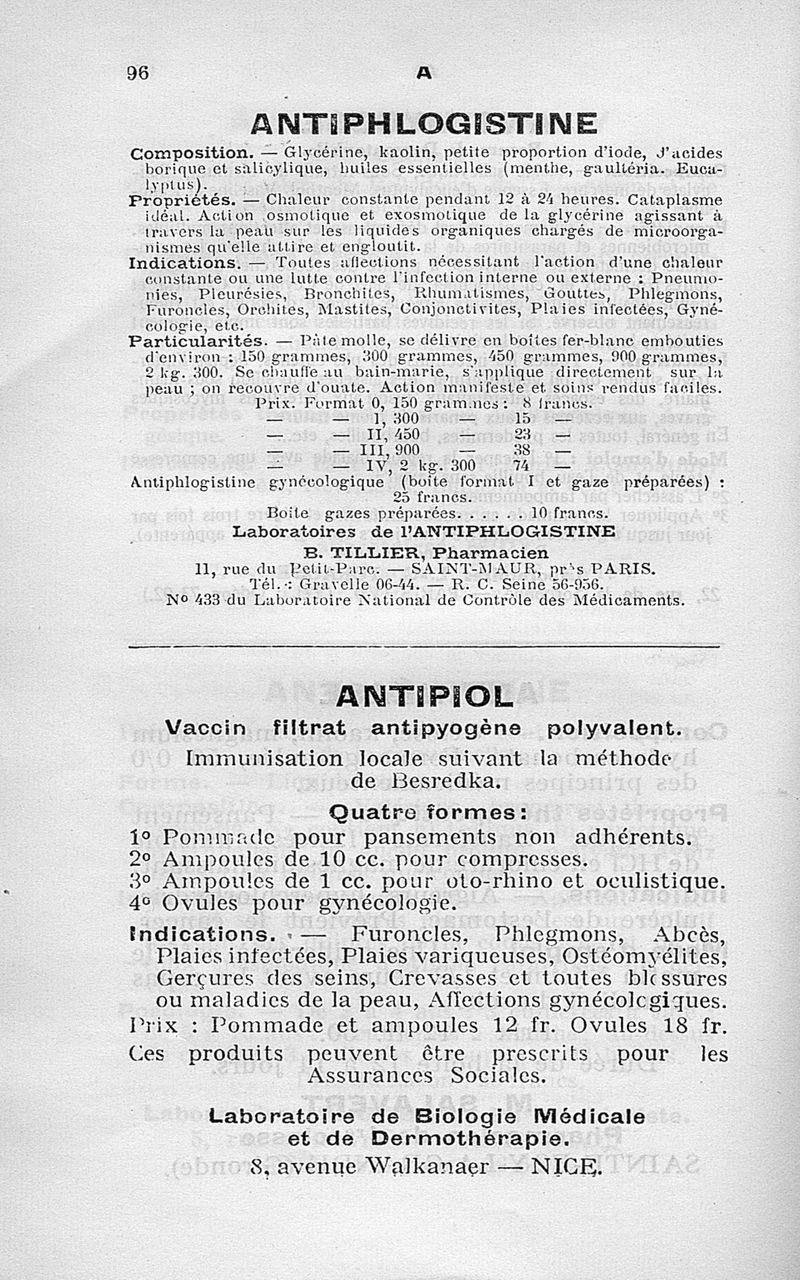 96
A
ANTIPHLOGISTINE
Composition. — Glycérine, kaolin, petite proportion d'iode, d'acides
borique et salicylique, huiles essentielles (menthe, gaultéria. Euca-
lyptus).
Propriétés. — Chaleur constante pendant 12 à 24 heures. Cataplasme
idéal. Action osmotique et exosmotique de la glycérine agissant à
travers la peau sur les liquides organiques chargés de microorga-
nismes qu'elle attire et engloutit.
Indications. — Toutes affections nécessitant l'action d'une chaleur
constante ou une lutte contre l'infection interne ou externe : Pneumo-
nies, Pleurésies, Bronchites, Rhumatismes, Gouttes, Phlegmons,
Furoncles, Orchites, Mastites, Conjonctivites, Plaies infectées, Gyné-
cologie, etc.
Particularités. — Pâte molle, se délivre en boîtes fer-blanc embouties
d'environ : 150 grammes, 300 grammes, 450 grammes, 900 grammes,
2 kg. 300. Se chauffe au bain-marie, s'applique directement sur la
peau ; on recouvre d'ouate. Action manifeste et soins rendus faciles.
Prix. Format 0, 150 grammes : 8 francs.
— — I, 300 — 15 —
— — II, 450 — 23 —
— — III, 900 — 38 —
— — IV, 2 kg. 300 74 —
Antiphlogistine gynécologique (boîte format I et gaze préparées) :
25 francs.
Boîte gazes préparées. . . . . . 10 francs.
Laboratoires de l'ANTIPHLOGISTINE
B. TILLIER, Pharmacien
11, rue du Petit-Parc. — SAINT-MAUR, prˢ PARIS.
Tél. : Gravelle 06-44. — R. C. Seine 56-956.
Nº 433 du Laboratoire National de Contrôle des Médicaments.
ANTIPIOL
Vaccin filtrat antipyogène polyvalent.
Immunisation locale suivant la méthode
de Besredka.
Quatre formes :
1º Pommade pour pansements non adhérents.
2º Ampoules de 10 cc. pour compresses.
3º Ampoules de 1 cc. pour oto-rhino et oculistique.
4º Ovules pour gynécologie.
Indications. — Furoncles, Phlegmons, Abcès,
Plaies infectées, Plaies variqueuses, Ostéomyélites,
Gerçures des seins, Crevasses et toutes blessures
ou maladies de la peau, Affections gynécologiques.
Prix : Pommade et ampoules 12 fr. Ovules 18 fr.
Ces produits peuvent être prescrits pour les
Assurances Sociales.
Laboratoire de Biologie Médicale
et de Dermothérapie.
8, avenue Walkanaer — NICE.